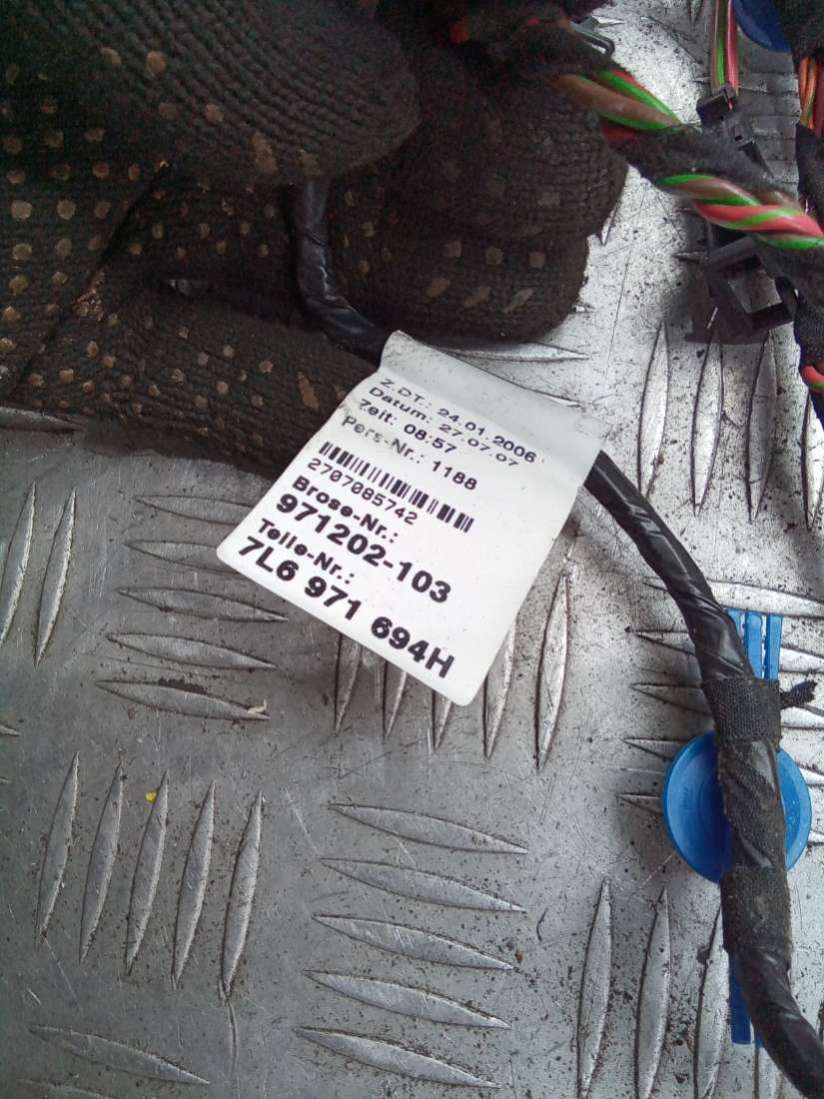 Z.DT.: 24.01.2006
Datum: 27.07.07
Zeit: 08:57
Pers-Nr.: 1188
2707085742
Brose-Nr.:
971202-103
Teile-Nr.:
7L6 971 694H